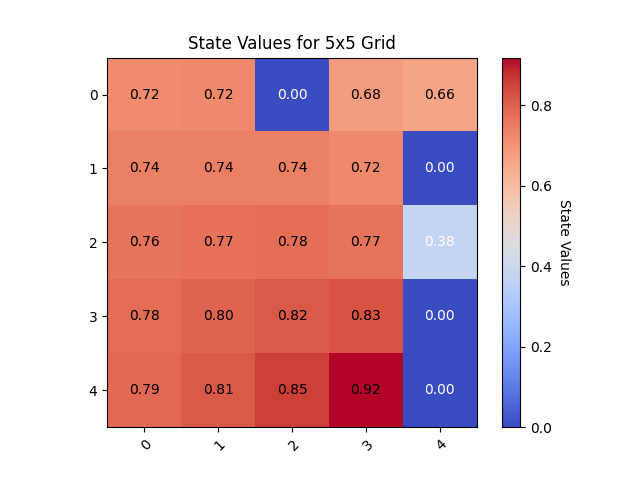 State Values for 5x5 Grid
0 0.72 0.72 0.00 0.68 0.66
1 0.74 0.74 0.74 0.72 0.00
2 0.76 0.77 0.78 0.77 0.38
3 0.78 0.80 0.82 0.83 0.00
4 0.79 0.81 0.85 0.92 0.00
0 1 2 3 4
0.8
0.6
0.4
0.2
0.0
State Values